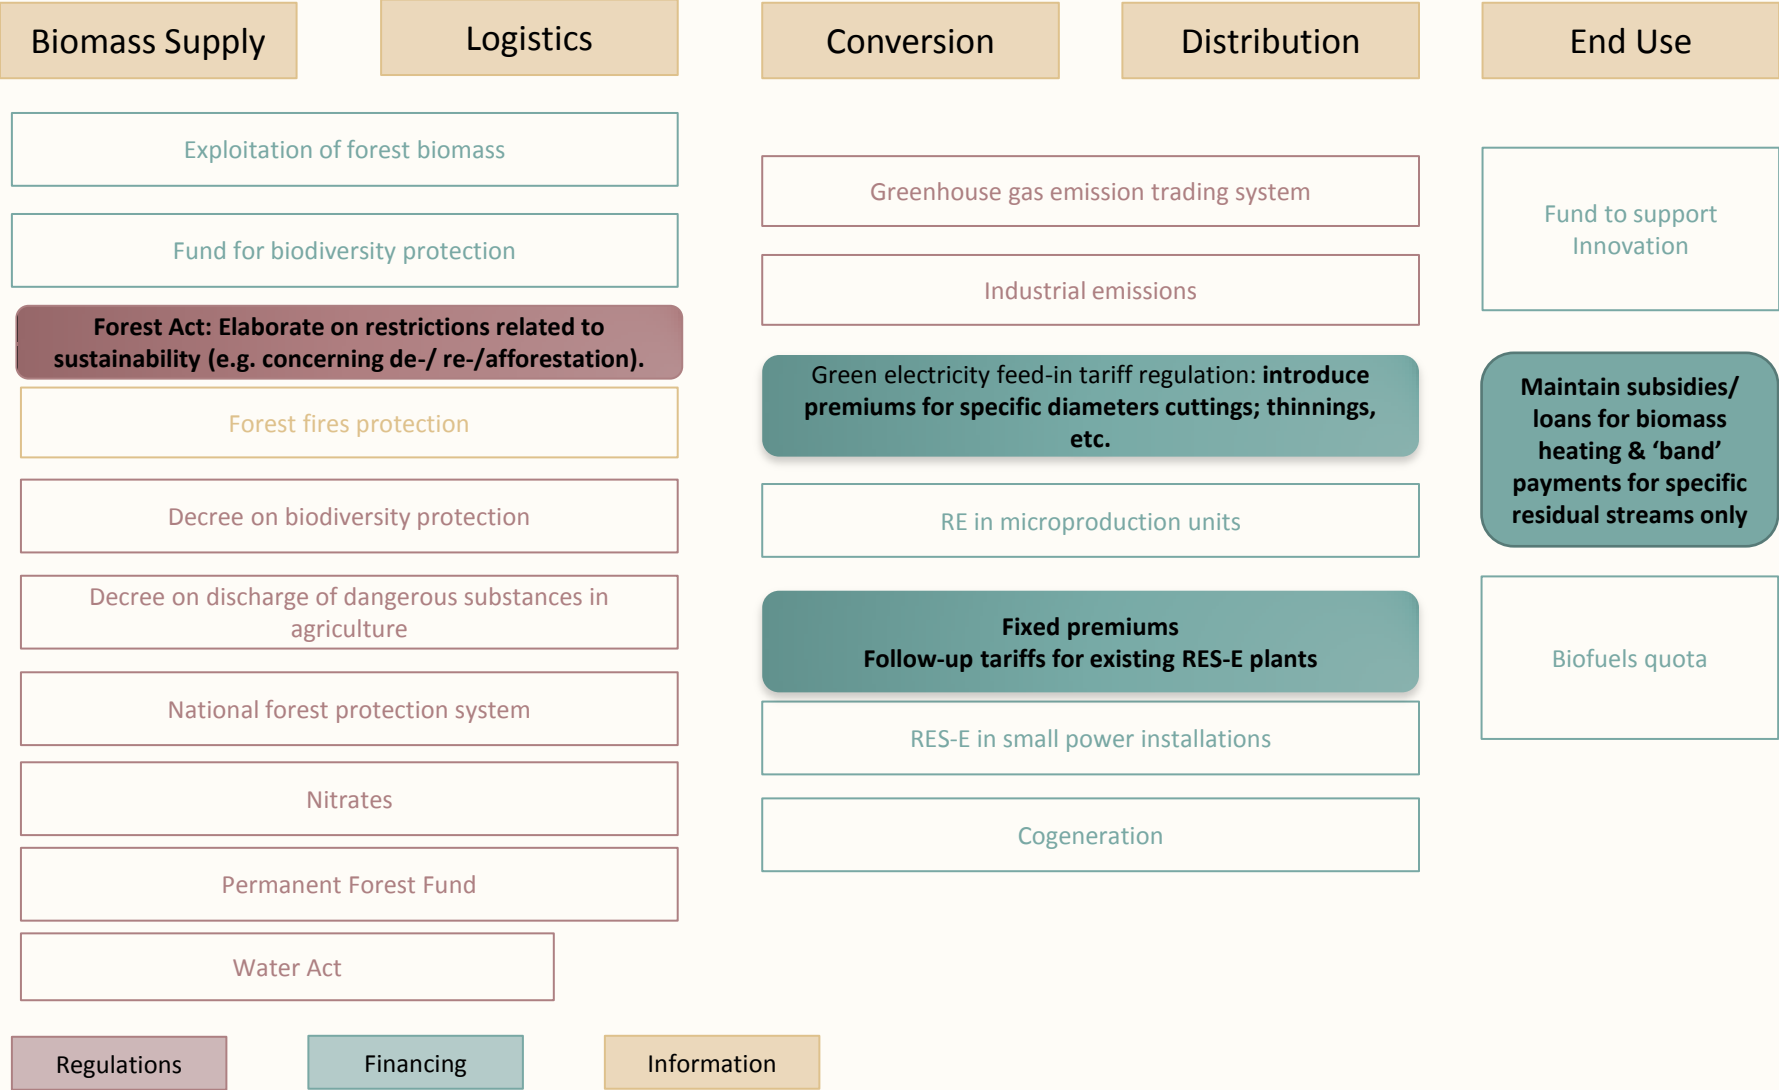 Biomass Supply
Logistics
Conversion
Distribution
End Use
Exploitation of forest biomass
Fund for biodiversity protection
Forest Act: Elaborate on restrictions related to
sustainability (e.g. concerning de-/ re-/afforestation).
Forest fires protection
Decree on biodiversity protection
Decree on discharge of dangerous substances in
agriculture
National forest protection system
Nitrates
Permanent Forest Fund
Water Act
Greenhouse gas emission trading system
Industrial emissions
Green electricity feed-in tariff regulation: introduce
premiums for specific diameters cuttings; thinnings,
etc.
RE in microproduction units
Fixed premiums
Follow-up tariffs for existing RES-E plants
RES-E in small power installations
Cogeneration
Fund to support
Innovation
Maintain subsidies/
loans for biomass
heating & ‘band’
payments for specific
residual streams only
Biofuels quota
Regulations
Financing
Information